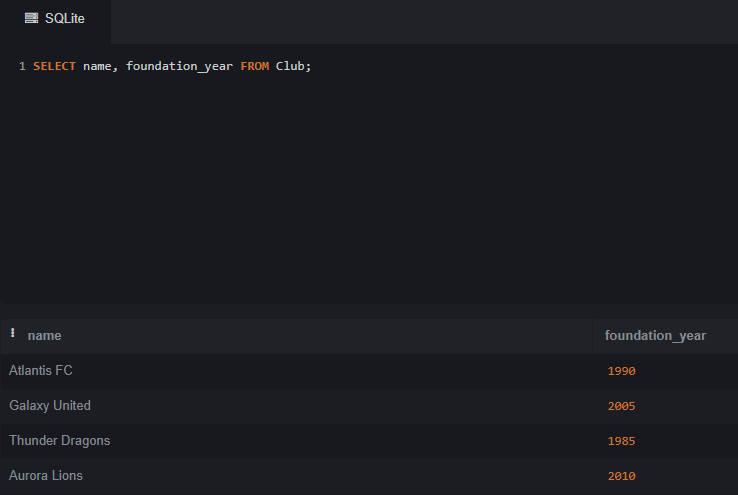 SQLite
1 SELECT name, foundation_year FROM Club;
name foundation_year
Atlantis FC 1990
Galaxy United 2005
Thunder Dragons 1985
Aurora Lions 2010